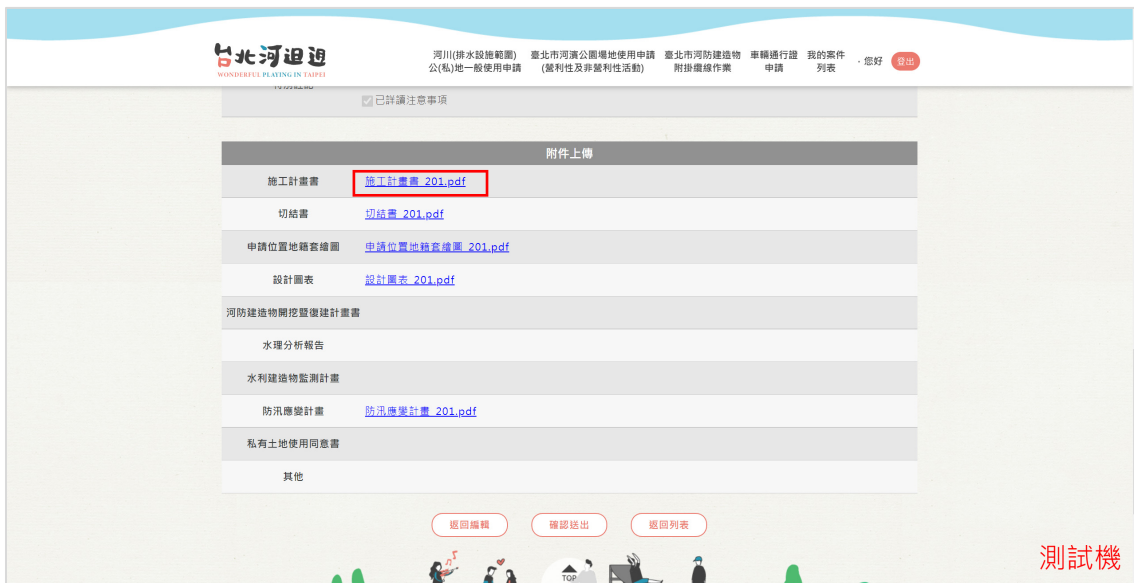 台北河迌迌
WONDERFUL PLAYING IN TAIPEI
河川(排水設施範圍)
公(私)地一般使用申請
臺北市河濱公園場地使用申請
(營利性及非營利性活動)
臺北市河防建造物
附掛纜線作業
車輛通行證
申請
我的案件
列表
· 您好
登出
已詳讀注意事項
附件上傳
施工計畫書 施工計畫書_201.pdf
切結書 切結書_201.pdf
申請位置地籍套繪圖 申請位置地籍套繪圖_201.pdf
設計圖表 設計圖表_201.pdf
河防建造物開挖暨復建計畫書
水理分析報告
水利建造物監測計畫
防汛應變計畫 防汛應變計畫_201.pdf
私有土地使用同意書
其他
返回編輯 確認送出 返回列表
TOP
測試機